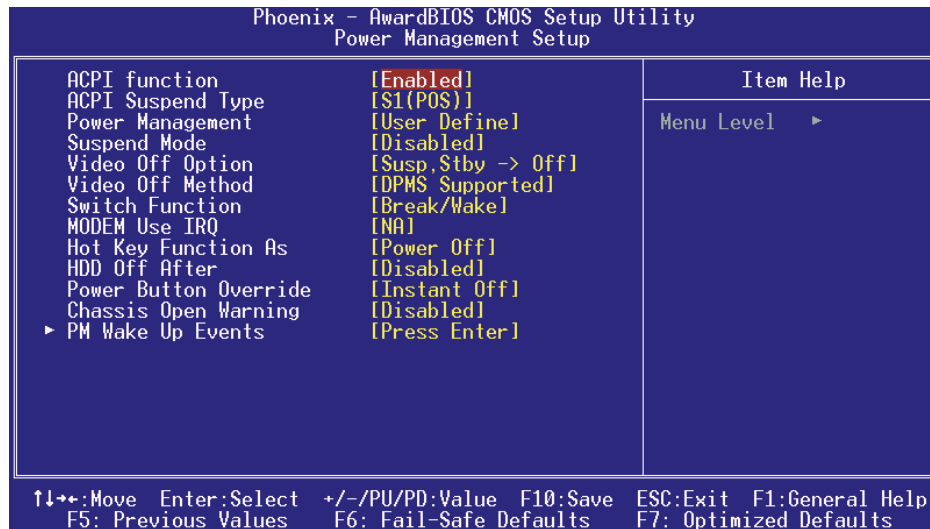 Phoenix - AwardBIOS CMOS Setup Utility
Power Management Setup
ACPI function [Enabled]
ACPI Suspend Type [S1(POS)]
Power Management [User Define]
Suspend Mode [Disabled]
Video Off Option [Susp,Stby -> Off]
Video Off Method [DPMS Supported]
Switch Function [Break/Wake]
MODEM Use IRQ [NA]
Hot Key Function As [Power Off]
HDD Off After [Disabled]
Power Button Override [Instant Off]
Chassis Open Warning [Disabled]
► PM Wake Up Events [Press Enter]
Item Help
Menu Level ►
↑↓→←:Move Enter:Select +/-/PU/PD:Value F10:Save ESC:Exit F1:General Help
F5: Previous Values F6: Fail-Safe Defaults F7: Optimized Defaults